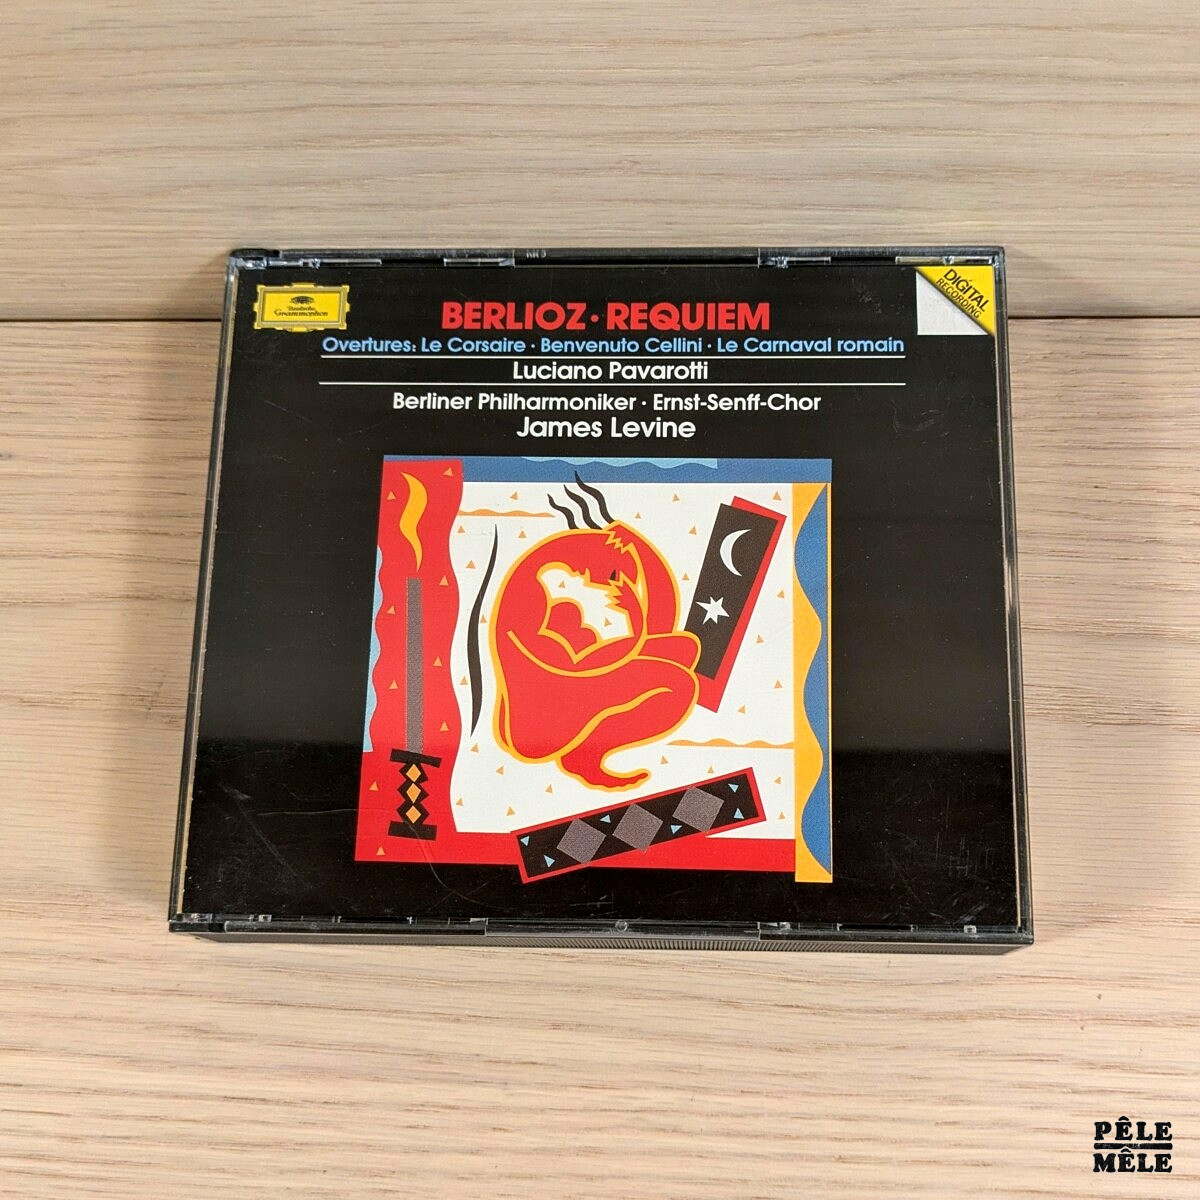 Deutsche
Grammophon
DIGITAL
RECORDING
BERLIOZ · REQUIEM
Overtures: Le Corsaire · Benvenuto Cellini · Le Carnaval romain
Luciano Pavarotti
Berliner Philharmoniker · Ernst-Senff-Chor
James Levine
PÊLE
MÊLE